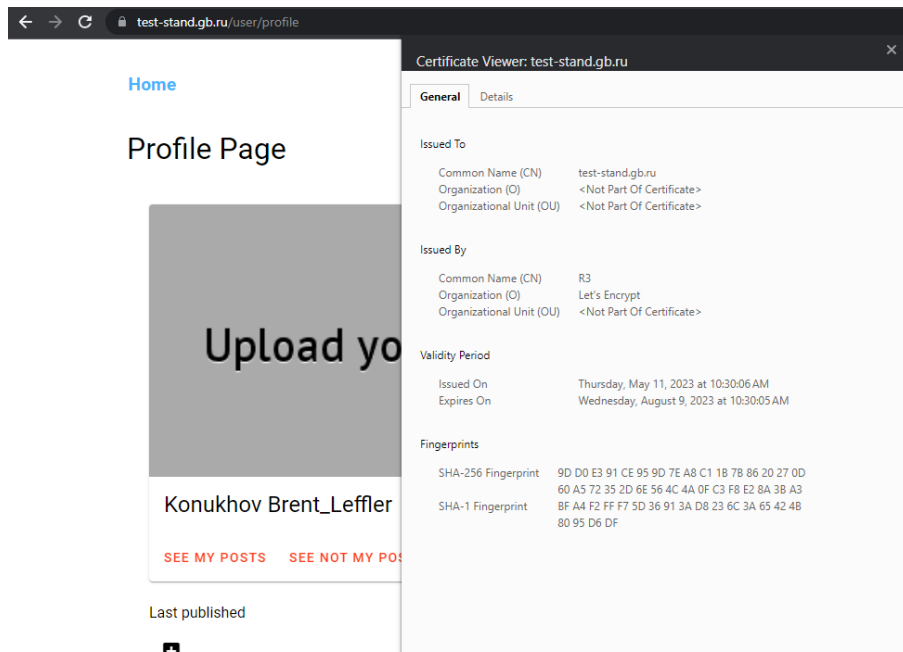 test-stand.gb.ru/user/profile
Home
Profile Page
Upload yo
Konukhov Brent_Leffler
SEE MY POSTS SEE NOT MY POS
Last published
Certificate Viewer: test-stand.gb.ru
General Details
Issued To
Common Name (CN) test-stand.gb.ru
Organization (O) <Not Part Of Certificate>
Organizational Unit (OU) <Not Part Of Certificate>
Issued By
Common Name (CN) R3
Organization (O) Let's Encrypt
Organizational Unit (OU) <Not Part Of Certificate>
Validity Period
Issued On Thursday, May 11, 2023 at 10:30:06 AM
Expires On Wednesday, August 9, 2023 at 10:30:05 AM
Fingerprints
SHA-256 Fingerprint 9D D0 E3 91 CE 95 9D 7E A8 C1 1B 7B 86 20 27 0D
60 A5 72 35 2D 6E 56 4C 4A 0F C3 F8 E2 8A 3B A3
SHA-1 Fingerprint BF A4 F2 FF F7 5D 36 91 3A D8 23 6C 3A 65 42 4B
80 95 D6 DF